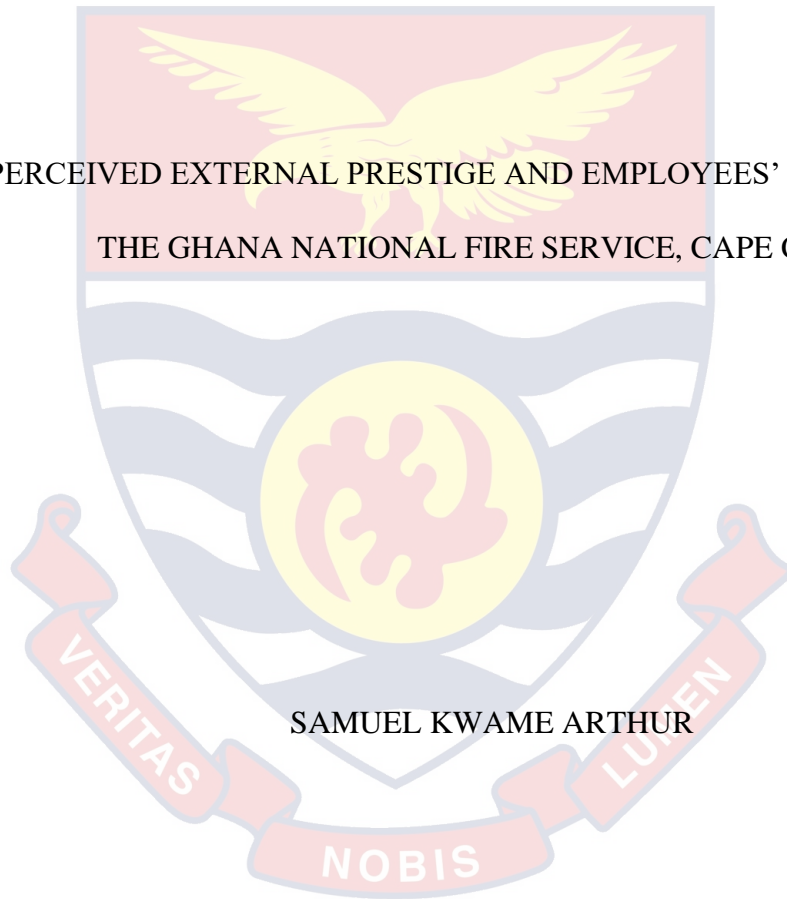 PERCEIVED EXTERNAL PRESTIGE AND EMPLOYEES’
THE GHANA NATIONAL FIRE SERVICE, CAPE
SAMUEL KWAME ARTHUR
VERITAS
NOBIS
LUMEN